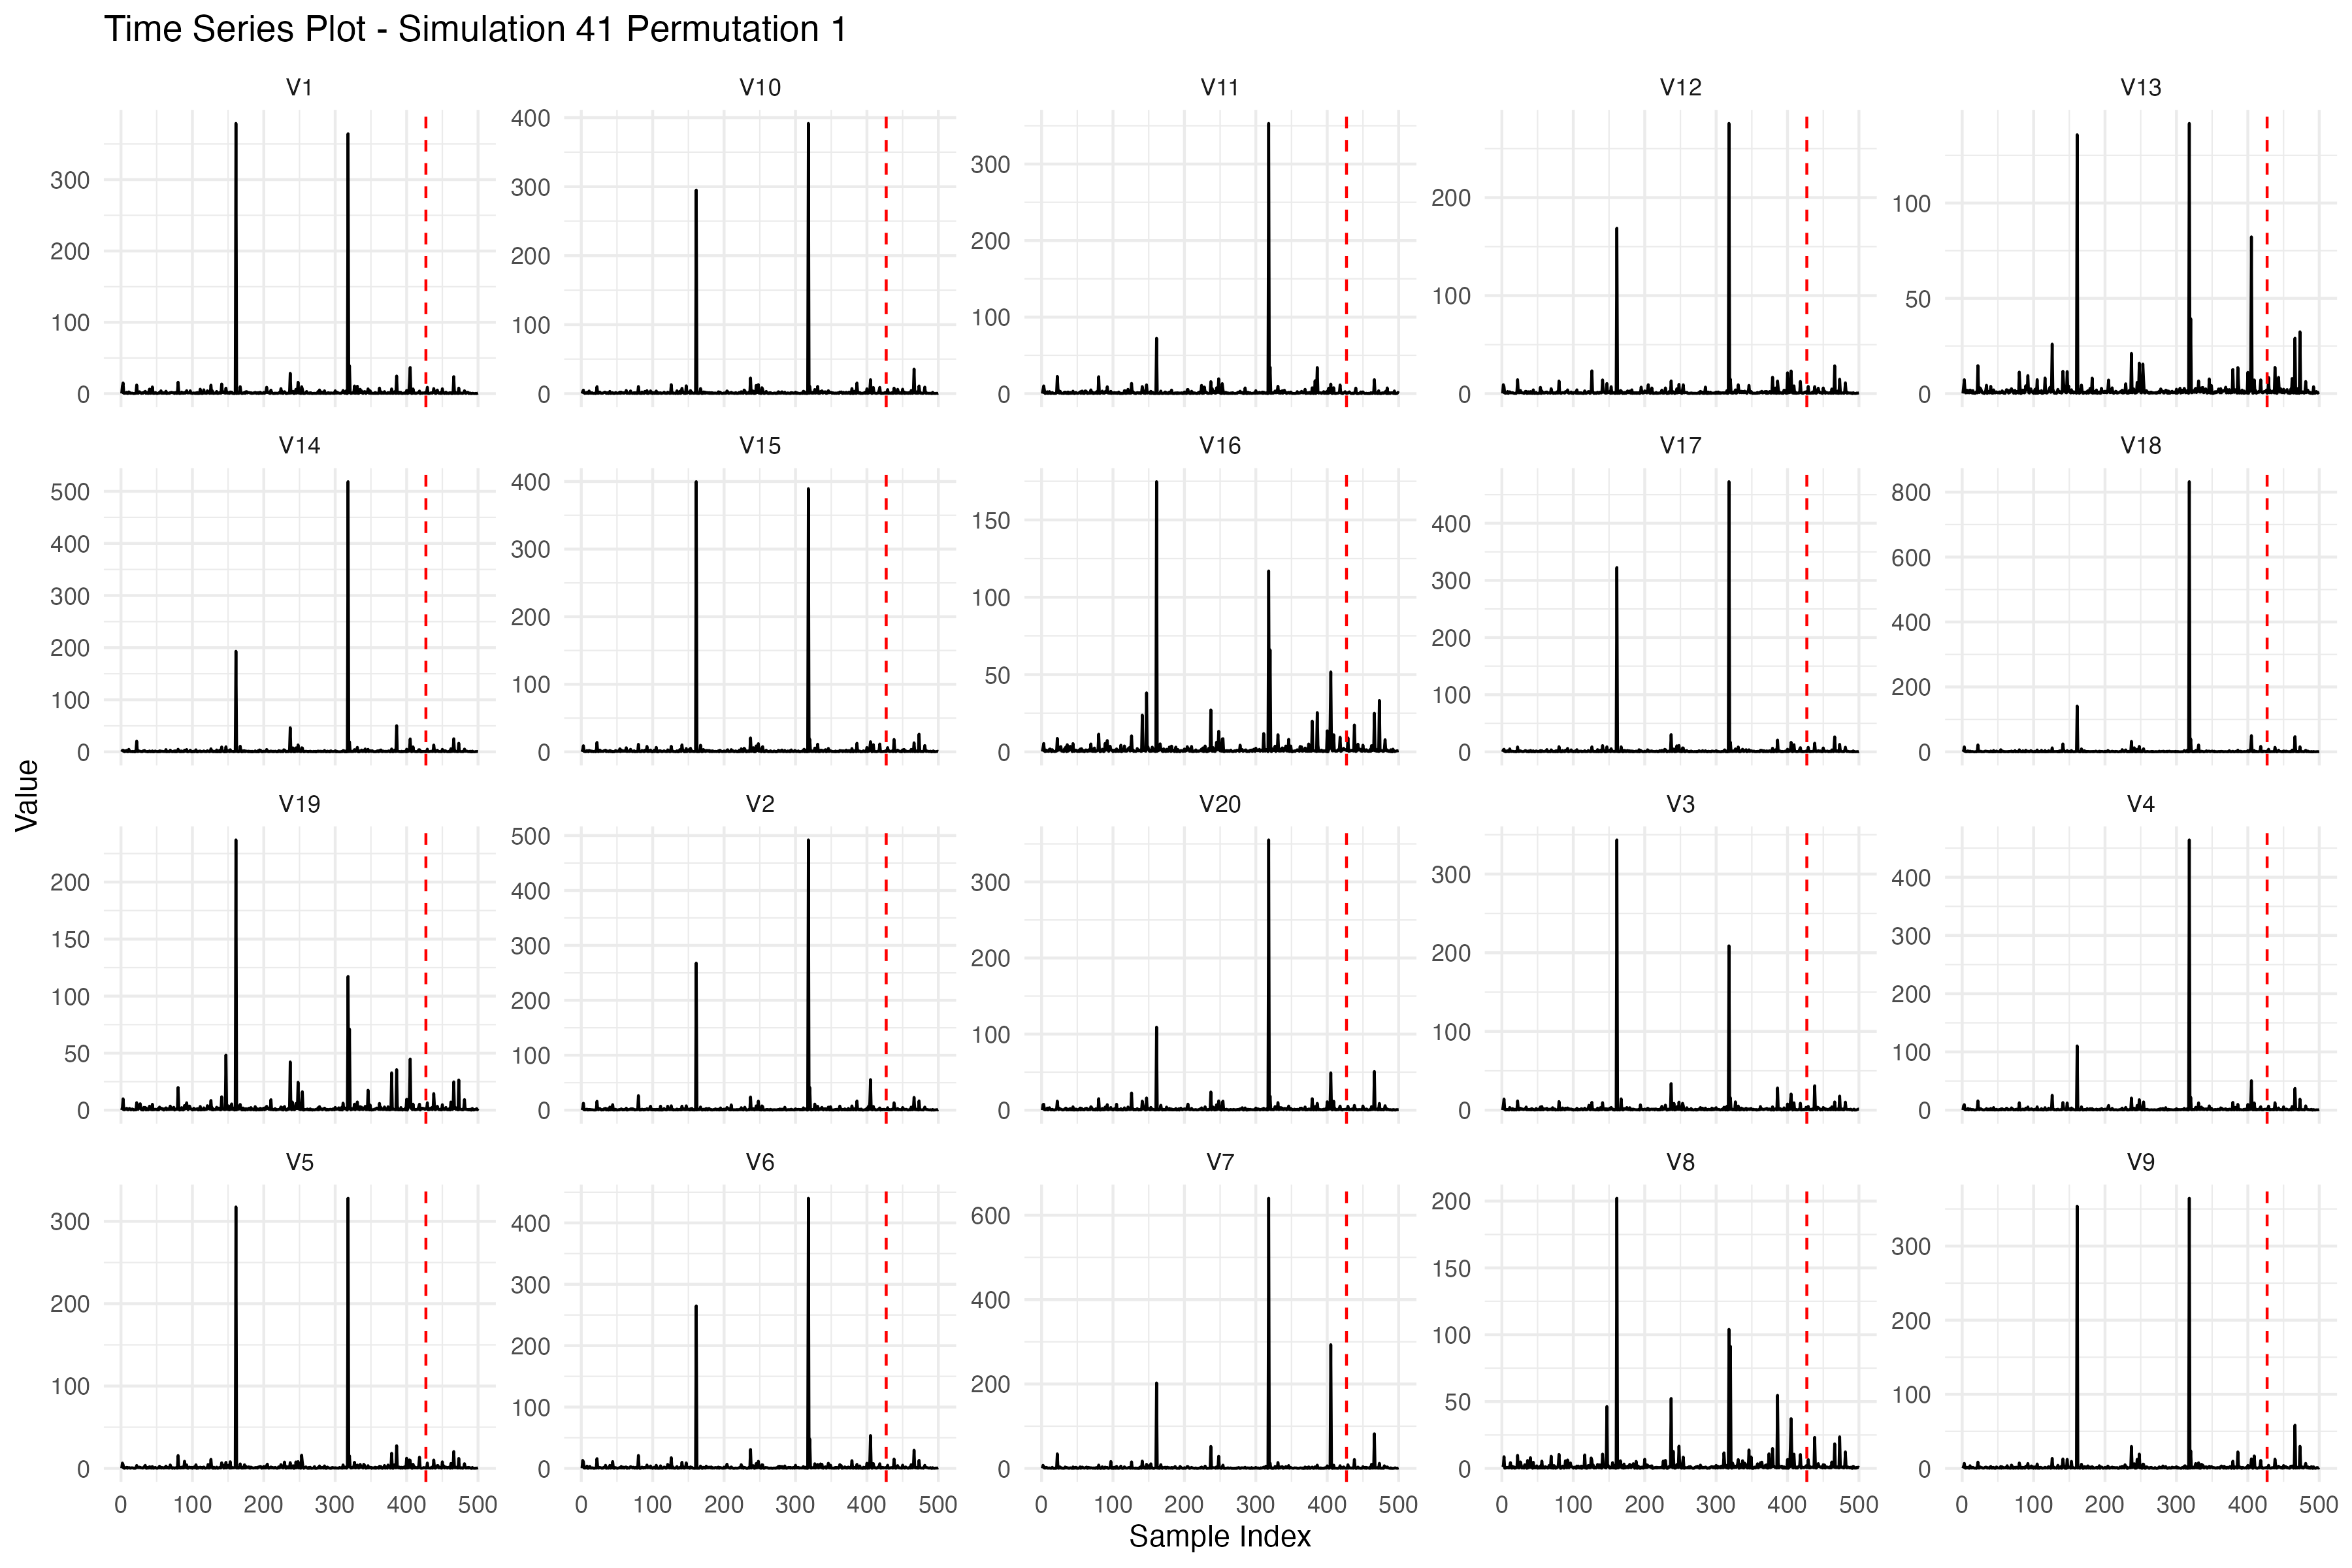 Time Series Plot - Simulation 41 Permutation 1
V1 V10 V11 V12 V13
300 200 100 0
400 300 200 100 0
300 200 100 0
200 100 0
100 50 0
V14 V15 V16 V17 V18
500 400 300 200 100 0
400 300 200 100 0
150 100 50 0
400 300 200 100 0
800 600 400 200 0
V19 V2 V20 V3 V4
200 150 100 50 0
500 400 300 200 100 0
300 200 100 0
300 200 100 0
400 300 200 100 0
V5 V6 V7 V8 V9
300 200 100 0
400 300 200 100 0
600 400 200 0
200 150 100 50 0
300 200 100 0
0 100 200 300 400 500 0 100 200 300 400 500 0 100 200 300 400 500 0 100 200 300 400 500 0 100 200 300 400 500
Sample Index
Value